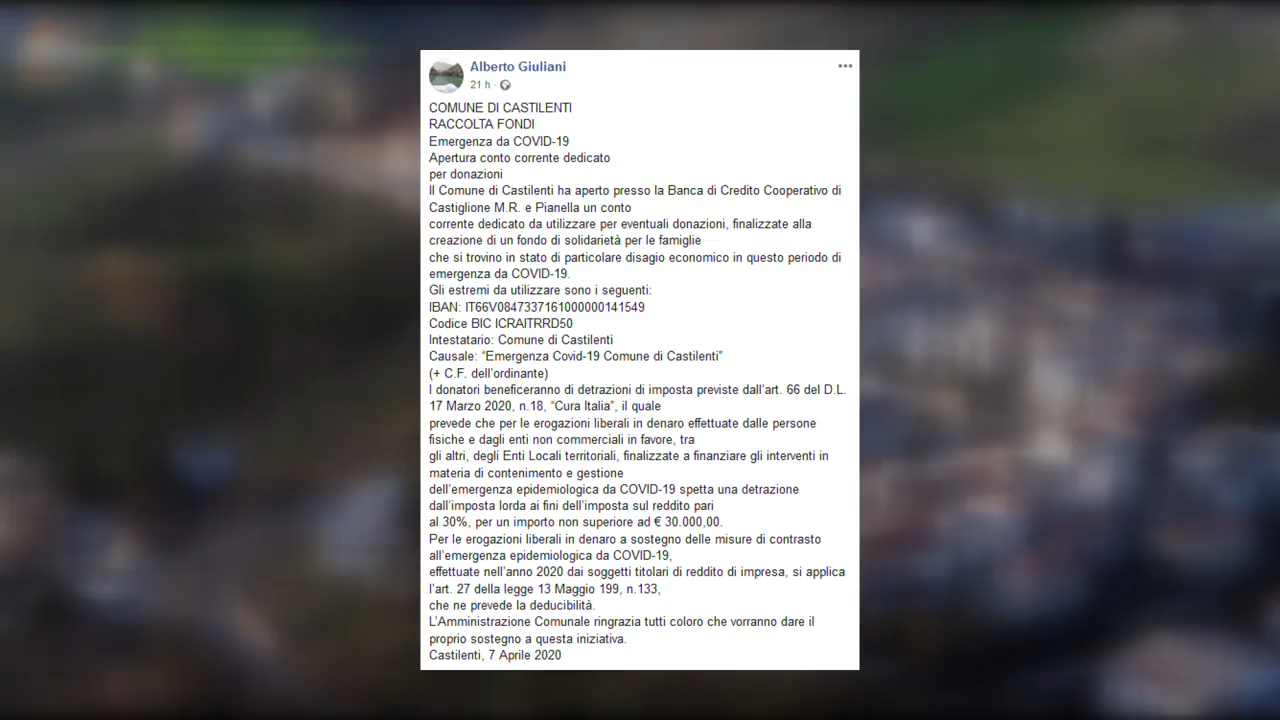 Alberto Giuliani
21 h ·
COMUNE DI CASTILENTI
RACCOLTA FONDI
Emergenza da COVID-19
Apertura conto corrente dedicato
per donazioni
Il Comune di Castilenti ha aperto presso la Banca di Credito Cooperativo di
Castiglione M.R. e Pianella un conto
corrente dedicato da utilizzare per eventuali donazioni, finalizzate alla
creazione di un fondo di solidarietà per le famiglie
che si trovino in stato di particolare disagio economico in questo periodo di
emergenza da COVID-19.
Gli estremi da utilizzare sono i seguenti:
IBAN: IT66V0847337161000000141549
Codice BIC ICRAITRRD50
Intestatario: Comune di Castilenti
Causale: “Emergenza Covid-19 Comune di Castilenti”
(+ C.F. dell’ordinante)
I donatori beneficeranno di detrazioni di imposta previste dall’art. 66 del D.L.
17 Marzo 2020, n.18, “Cura Italia”, il quale
prevede che per le erogazioni liberali in denaro effettuate dalle persone
fisiche e dagli enti non commerciali in favore, tra
gli altri, degli Enti Locali territoriali, finalizzate a finanziare gli interventi in
materia di contenimento e gestione
dell’emergenza epidemiologica da COVID-19 spetta una detrazione
dall’imposta lorda ai fini dell’imposta sul reddito pari
al 30%, per un importo non superiore ad € 30.000,00.
Per le erogazioni liberali in denaro a sostegno delle misure di contrasto
all’emergenza epidemiologica da COVID-19,
effettuate nell’anno 2020 dai soggetti titolari di reddito di impresa, si applica
l’art. 27 della legge 13 Maggio 199, n.133,
che ne prevede la deducibilità.
L’Amministrazione Comunale ringrazia tutti coloro che vorranno dare il
proprio sostegno a questa iniziativa.
Castilenti, 7 Aprile 2020